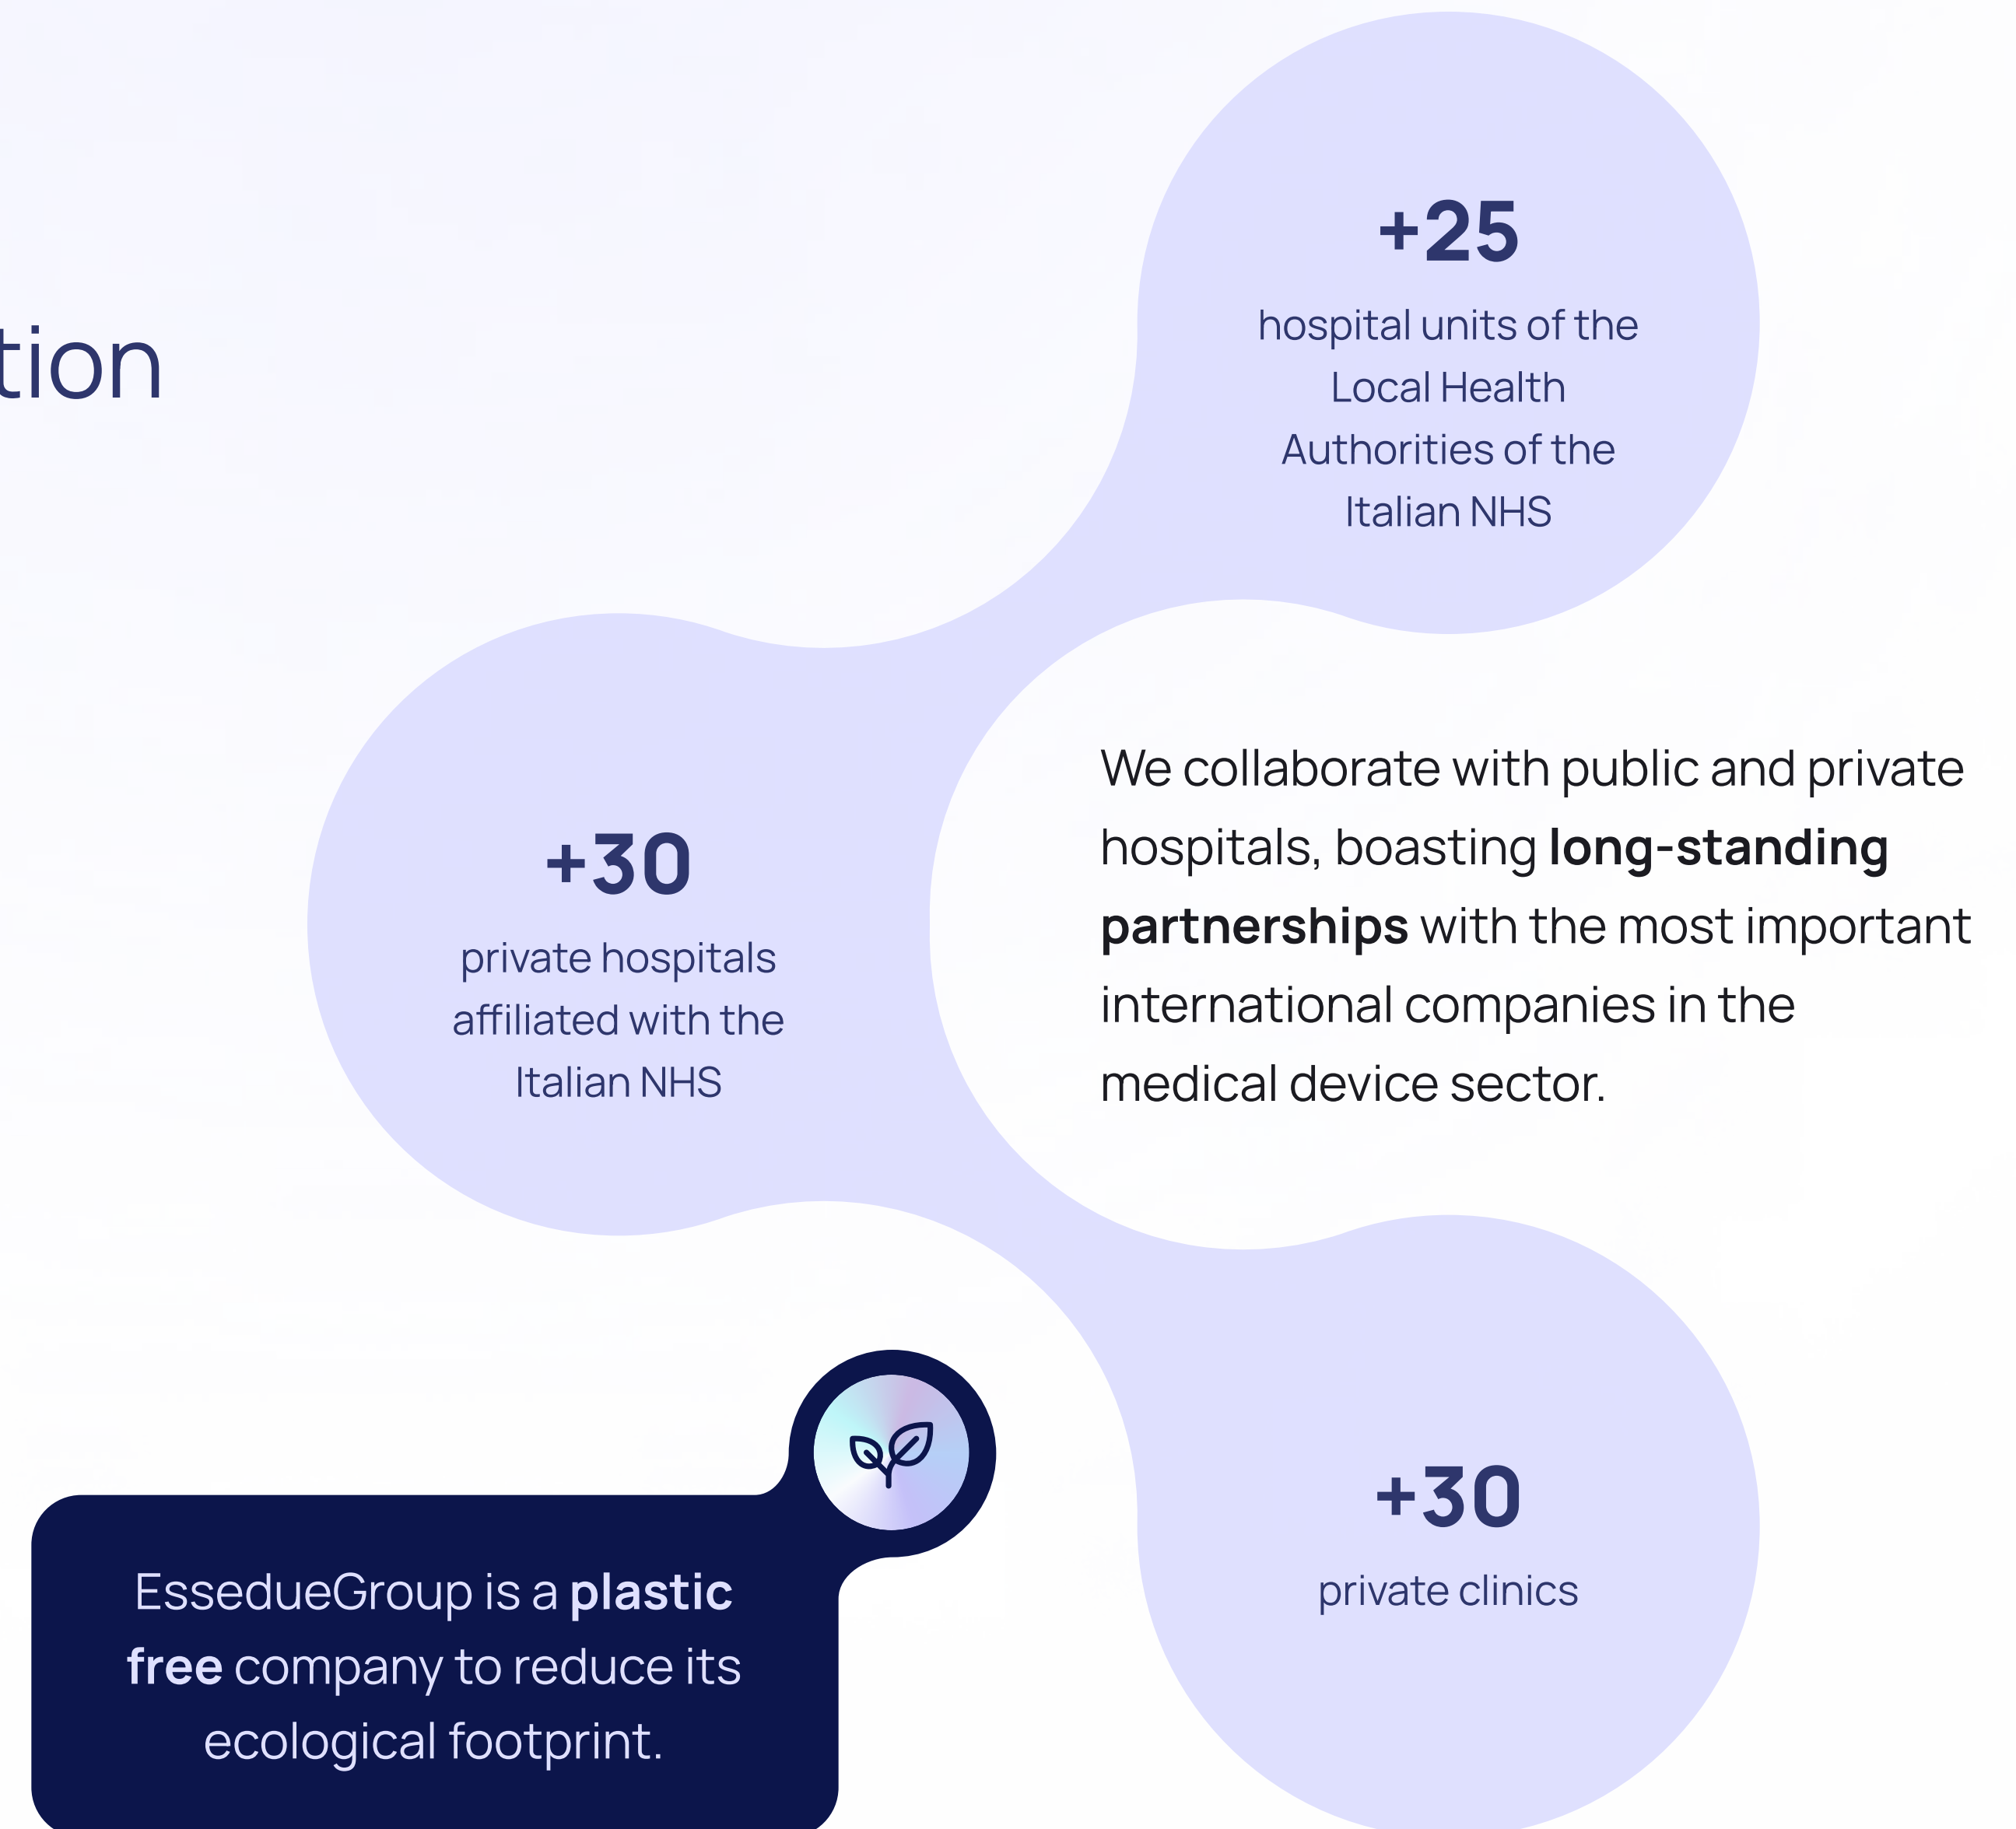 +25
hospital units of the
Local Health
Authorities of the
Italian NHS
tion
+30
private hospitals
affiliated with the
Italian NHS
We collaborate with public and private
hospitals, boasting long-standing
partnerships with the most important
international companies in the
medical device sector.
+30
private clinics
EssedueGroup is a plastic
free company to reduce its
ecological footprint.